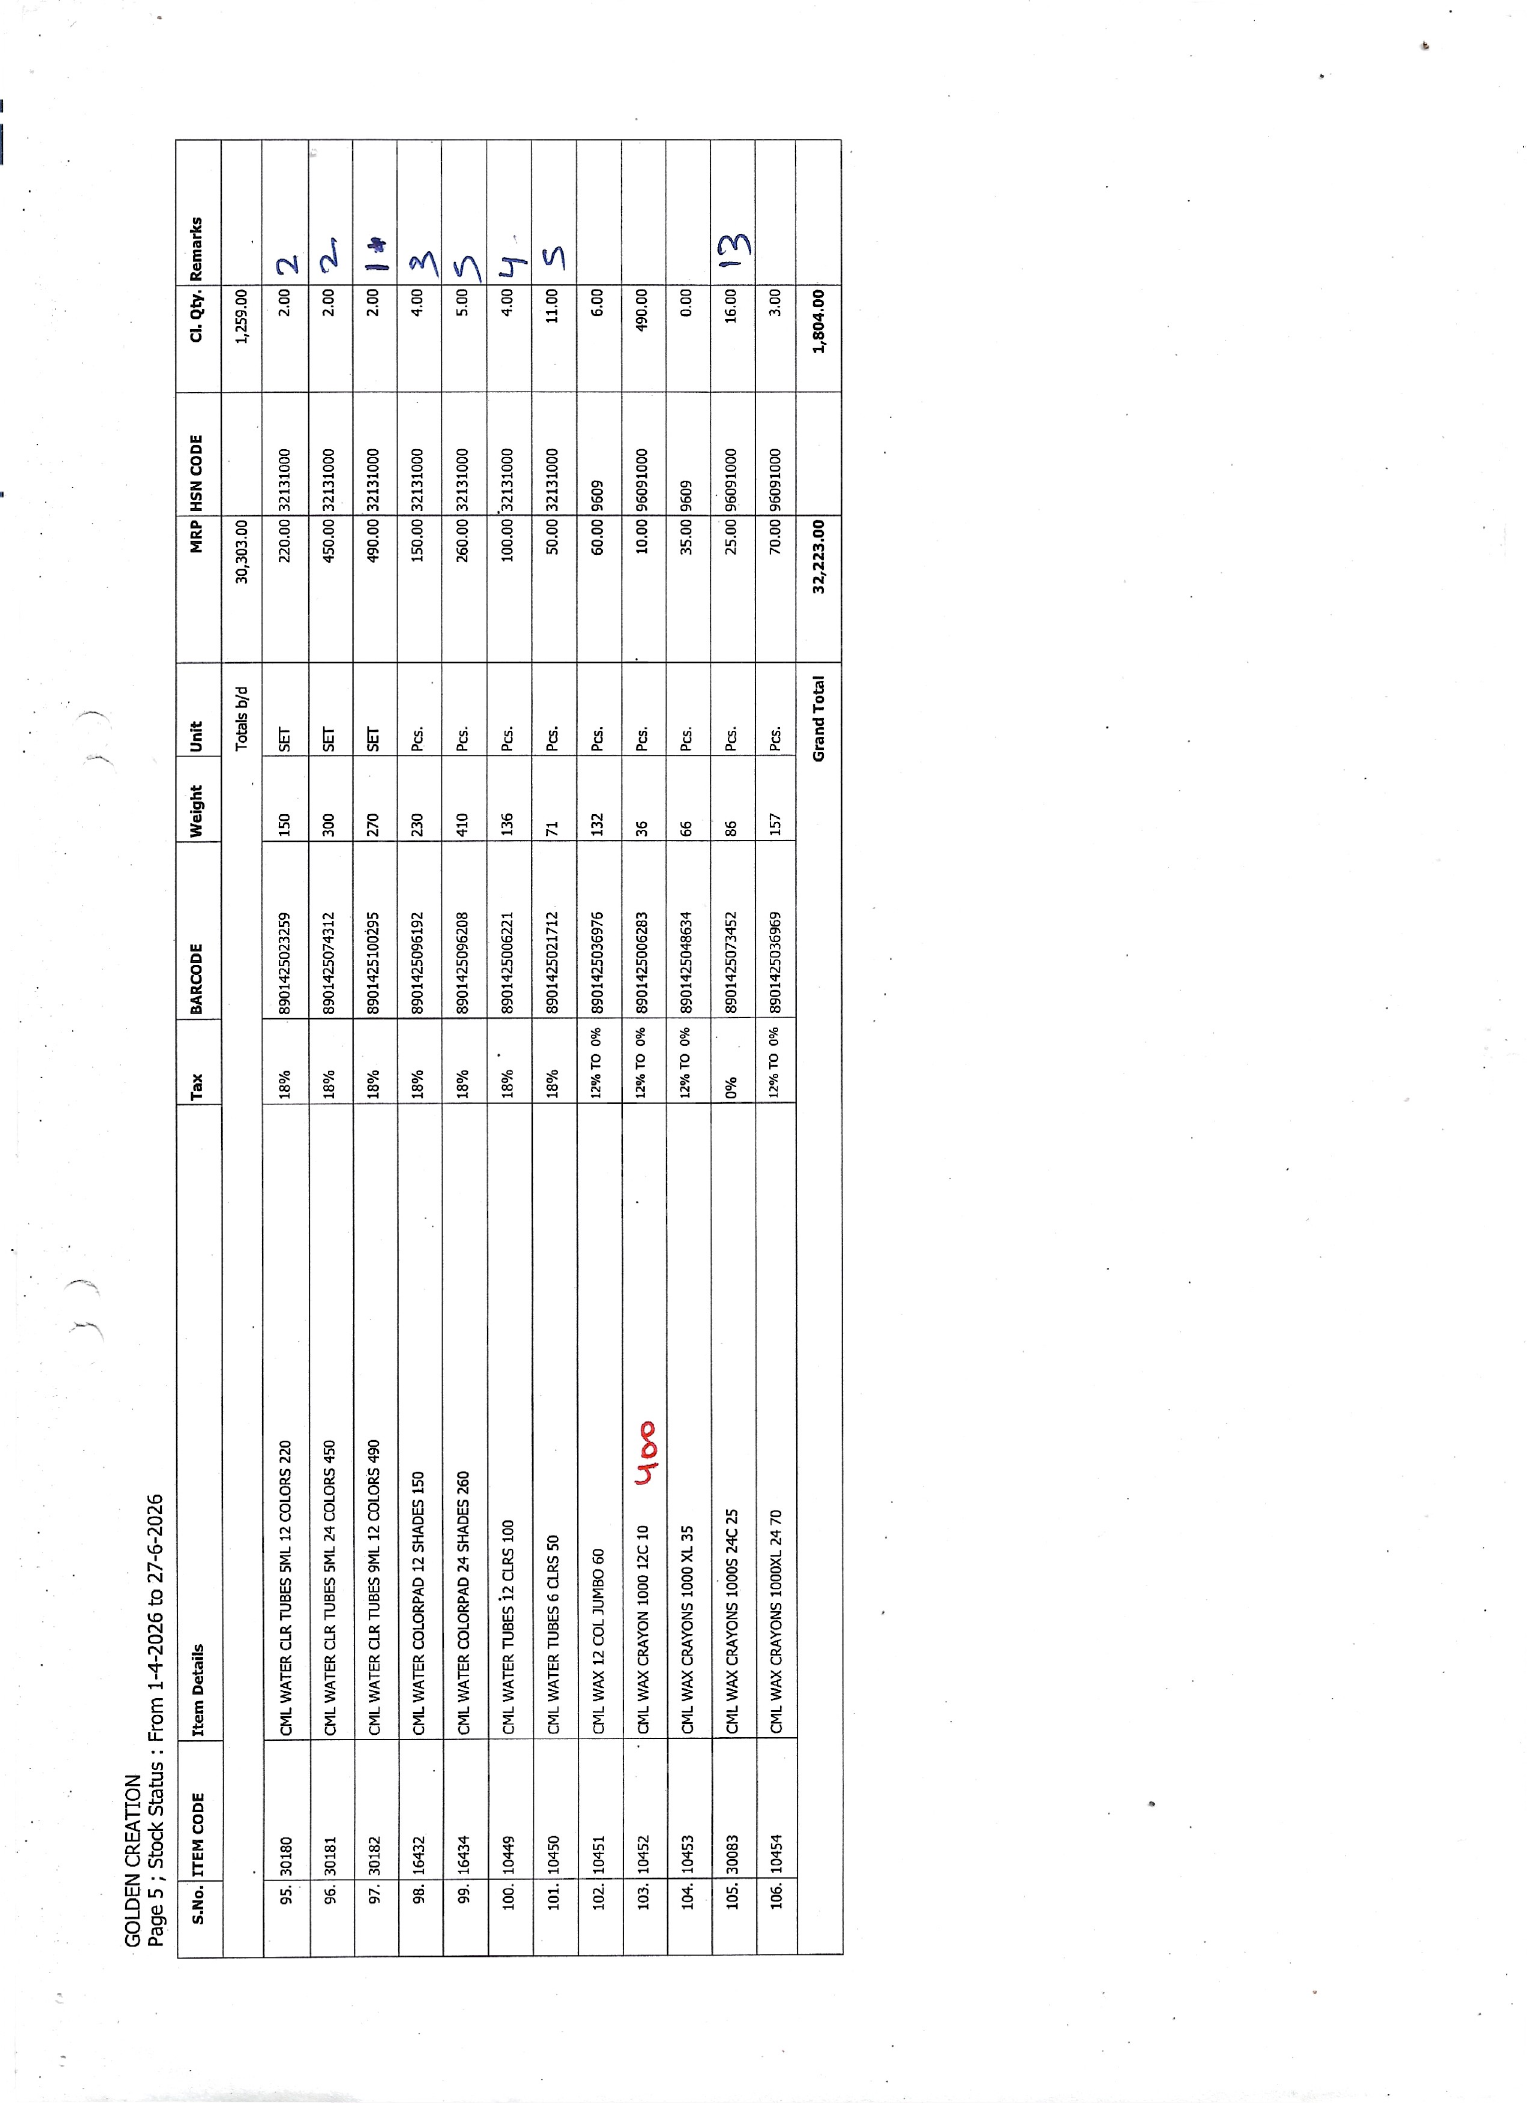 GOLDEN CREATION
Page 5 ; Stock Status : From 1-4-2026 to 27-6-2026
S.No. ITEM CODE Item Details Tax BARCODE Weight Unit MRP HSN CODE Cl. Qty. Remarks
Totals b/d 30,303.00 1,259.00
95. 30180 CML WATER CLR TUBES 5ML 12 COLORS 220 18% 8901425023259 150 SET 220.00 32131000 2.00 2
96. 30181 CML WATER CLR TUBES 5ML 24 COLORS 450 18% 8901425074312 300 SET 450.00 32131000 2.00 2
97. 30182 CML WATER CLR TUBES 9ML 12 COLORS 490 18% 8901425100295 270 SET 490.00 32131000 2.00 1
98. 16432 CML WATER COLORPAD 12 SHADES 150 18% 8901425096192 230 Pcs. 150.00 32131000 4.00 3
99. 16434 CML WATER COLORPAD 24 SHADES 260 18% 8901425096208 410 Pcs. 260.00 32131000 5.00 5
100. 10449 CML WATER TUBES 12 CLRS 100 18% 8901425006221 136 Pcs. 100.00 32131000 4.00 4
101. 10450 CML WATER TUBES 6 CLRS 50 18% 8901425021712 71 Pcs. 50.00 32131000 11.00 5
102. 10451 CML WAX 12 COL JUMBO 60 12% TO 0% 8901425036976 132 Pcs. 60.00 9609 6.00
103. 10452 CML WAX CRAYON 1000 12C 10 400 12% TO 0% 8901425006283 36 Pcs. 10.00 96091000 490.00
104. 10453 CML WAX CRAYONS 1000 XL 35 12% TO 0% 8901425048634 66 Pcs. 35.00 9609 0.00
105. 30083 CML WAX CRAYONS 1000S 24C 25 0% 8901425073452 86 Pcs. 25.00 96091000 16.00 13
106. 10454 CML WAX CRAYONS 1000XL 24 70 12% TO 0% 8901425036969 157 Pcs. 70.00 96091000 3.00
Grand Total 32,223.00 1,804.00